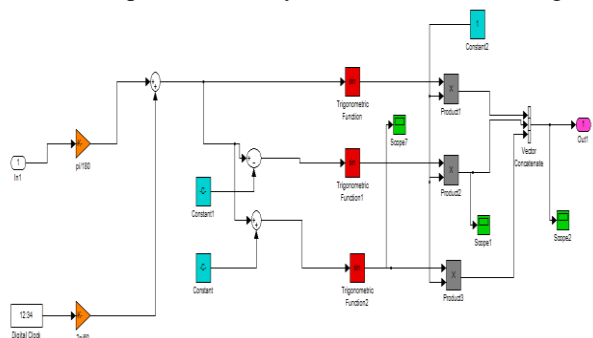 1
Constant2
Trigonometric
Function
x
Product1
1
In1
pi/180
Scope7
Vector
Concatenate
1
Out1
-C-
Constant1
Trigonometric
Function1
x
Product2
Scope1
Scope2
-C-
Constant
Trigonometric
Function2
x
Product3
12:34
Digital Clock